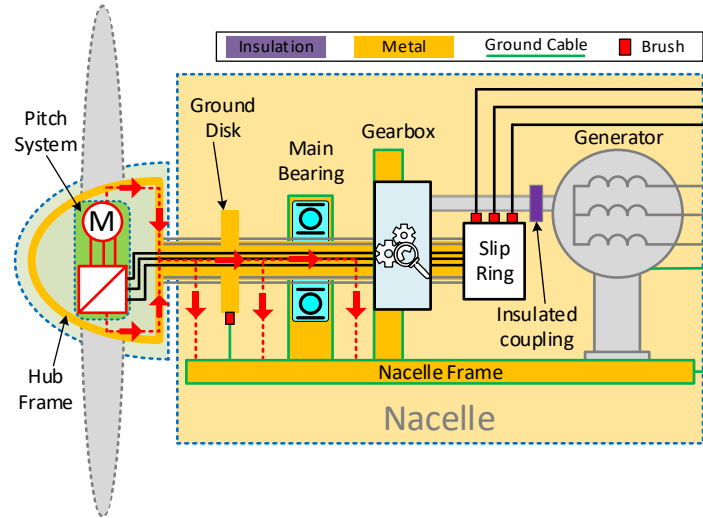 Insulation
Metal
Ground Cable
Brush
Pitch
System
Ground
Disk
Main
Bearing
Gearbox
Generator
M
Slip
Ring
Insulated
coupling
Hub
Frame
Nacelle Frame
Nacelle